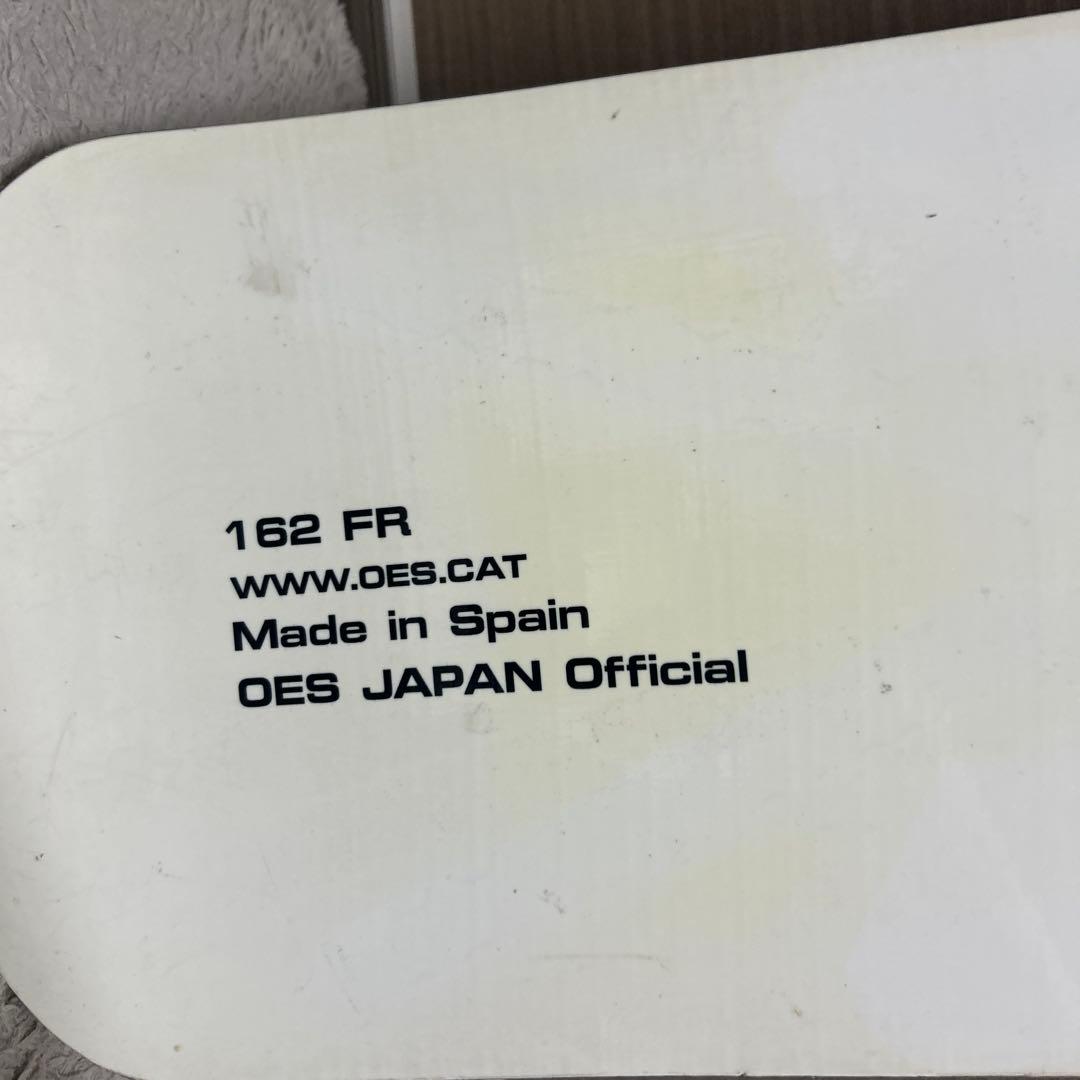 162 FR
WWW.OES.CAT
Made in Spain
OES JAPAN Official